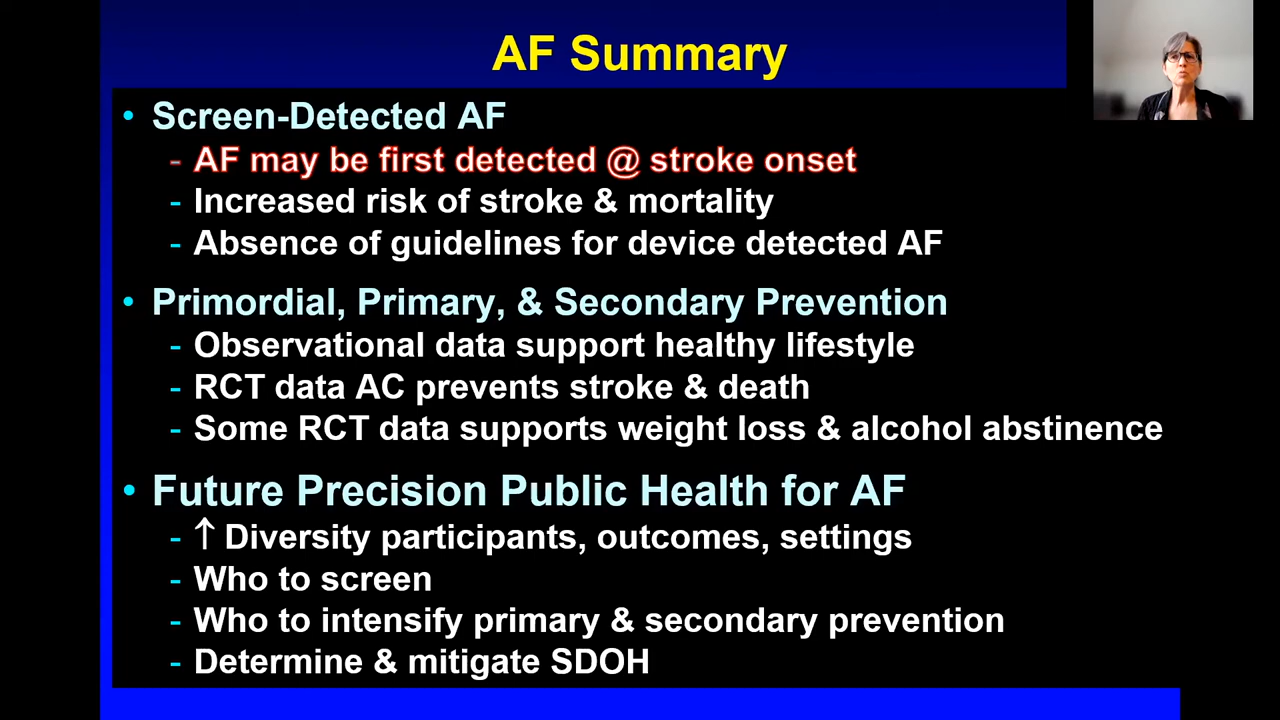 AF Summary
• Screen-Detected AF
- AF may be first detected @ stroke onset
- Increased risk of stroke & mortality
- Absence of guidelines for device detected AF
• Primordial, Primary, & Secondary Prevention
- Observational data support healthy lifestyle
- RCT data AC prevents stroke & death
- Some RCT data supports weight loss & alcohol abstinence
• Future Precision Public Health for AF
- ↑ Diversity participants, outcomes, settings
- Who to screen
- Who to intensify primary & secondary prevention
- Determine & mitigate SDOH